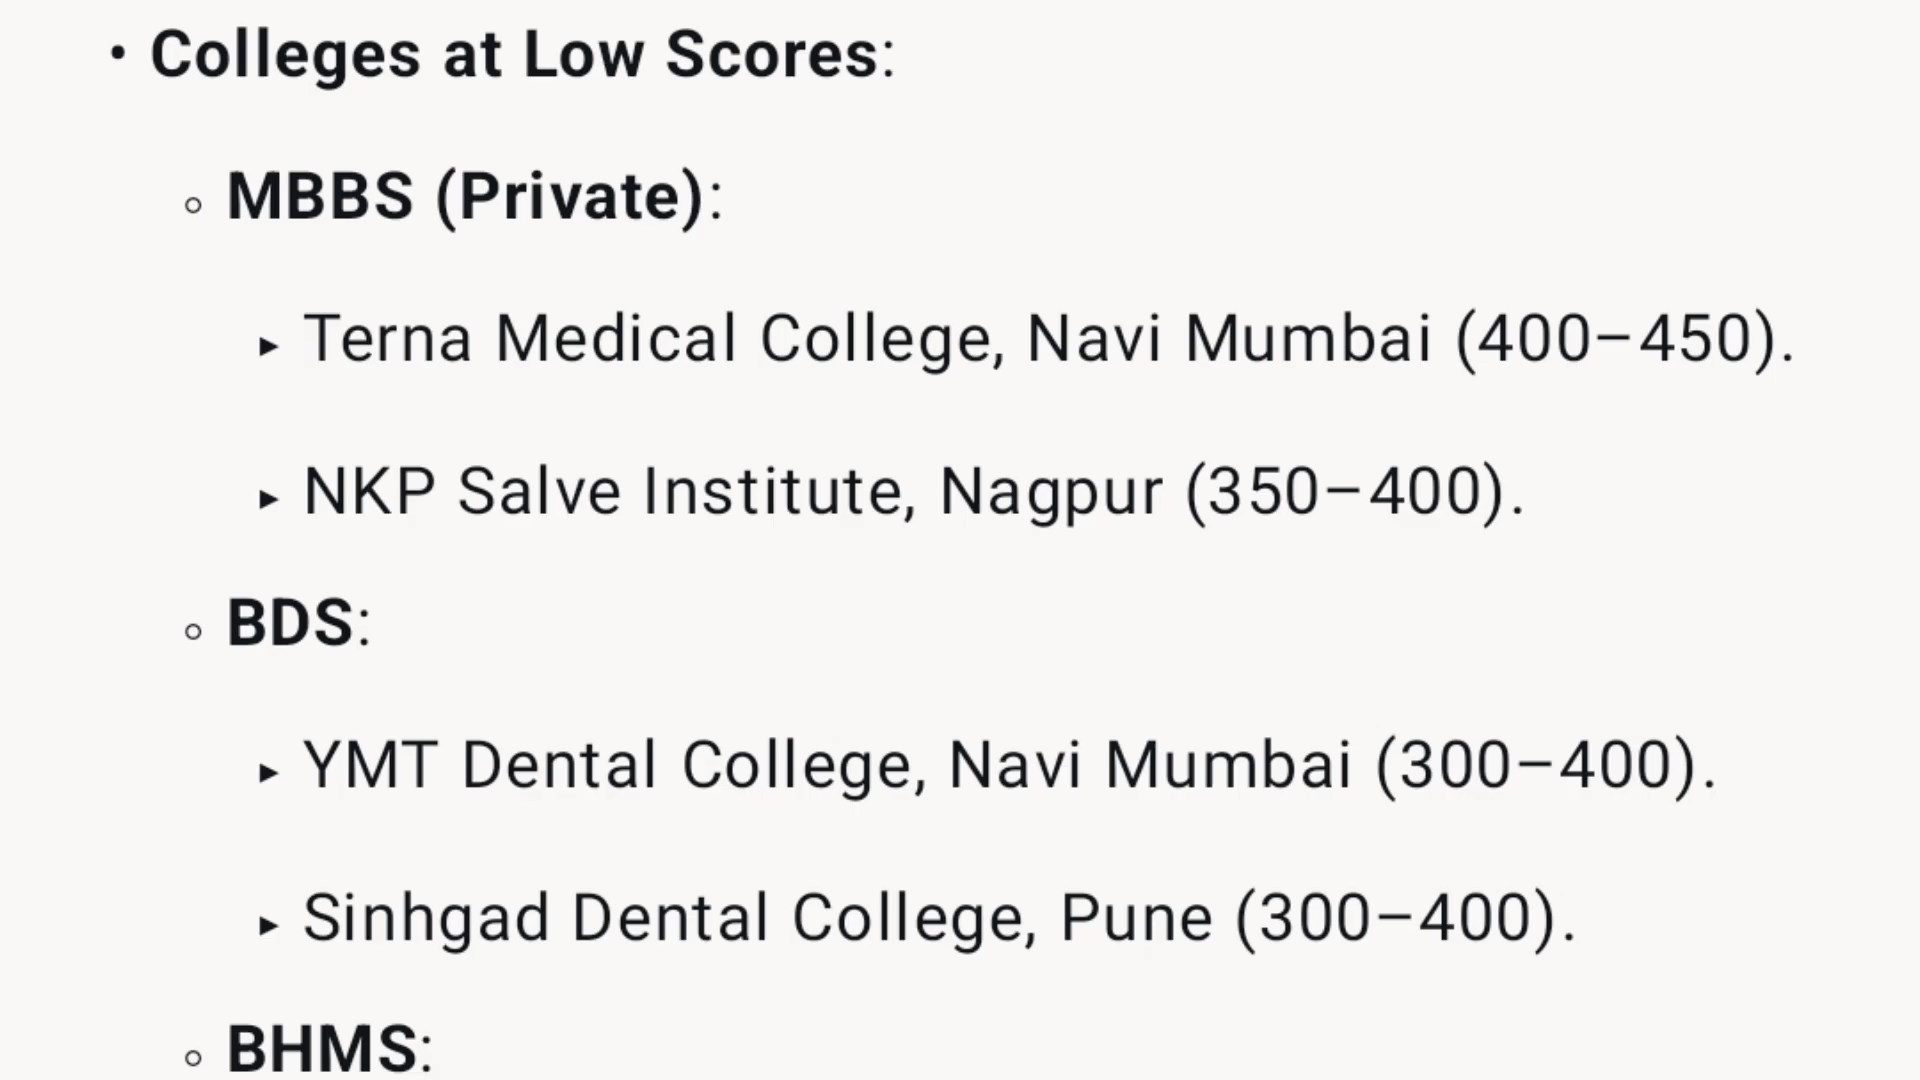 • Colleges at Low Scores:
◦ MBBS (Private):
▸ Terna Medical College, Navi Mumbai (400–450).
▸ NKP Salve Institute, Nagpur (350–400).
◦ BDS:
▸ YMT Dental College, Navi Mumbai (300–400).
▸ Sinhgad Dental College, Pune (300–400).
◦ BHMS: